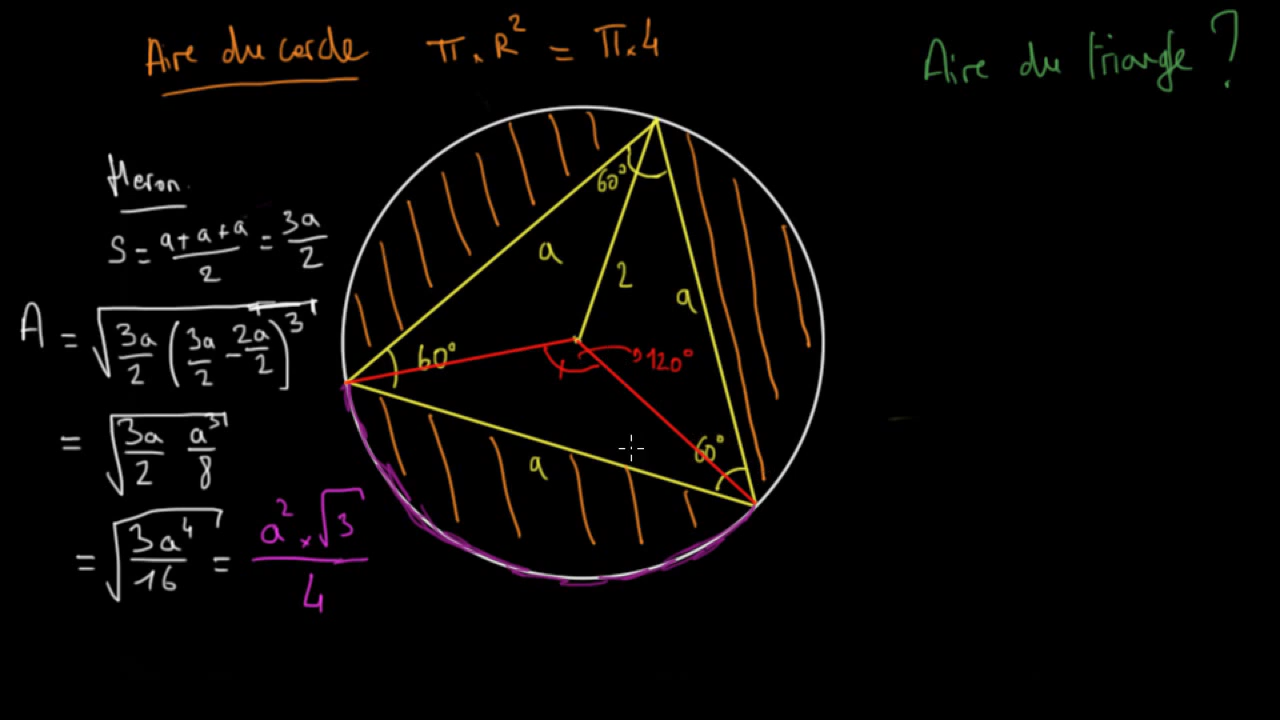 Aire du cercle π × R² = π × 4
Aire du triangle ?
Heron.
S = (a+a+a)/2 = 3a/2
A = √(3a/2 (3a/2 - 2a/2)³)
= √(3a/2 a³/8)
= √(3a⁴/16) = a² × √3 / 4
60°
a
2
a
60°
120°
60°
a